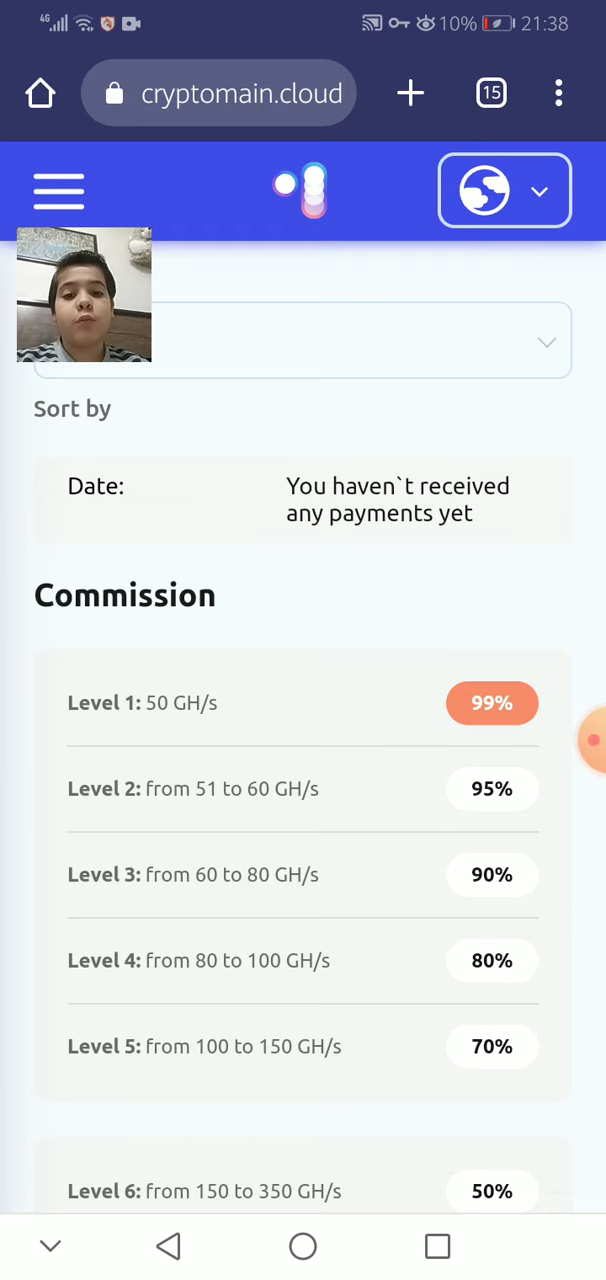 4G 10% 21:38
cryptomain.cloud 15
Sort by
Date: You haven`t received
any payments yet
Commission
Level 1: 50 GH/s 99%
Level 2: from 51 to 60 GH/s 95%
Level 3: from 60 to 80 GH/s 90%
Level 4: from 80 to 100 GH/s 80%
Level 5: from 100 to 150 GH/s 70%
Level 6: from 150 to 350 GH/s 50%